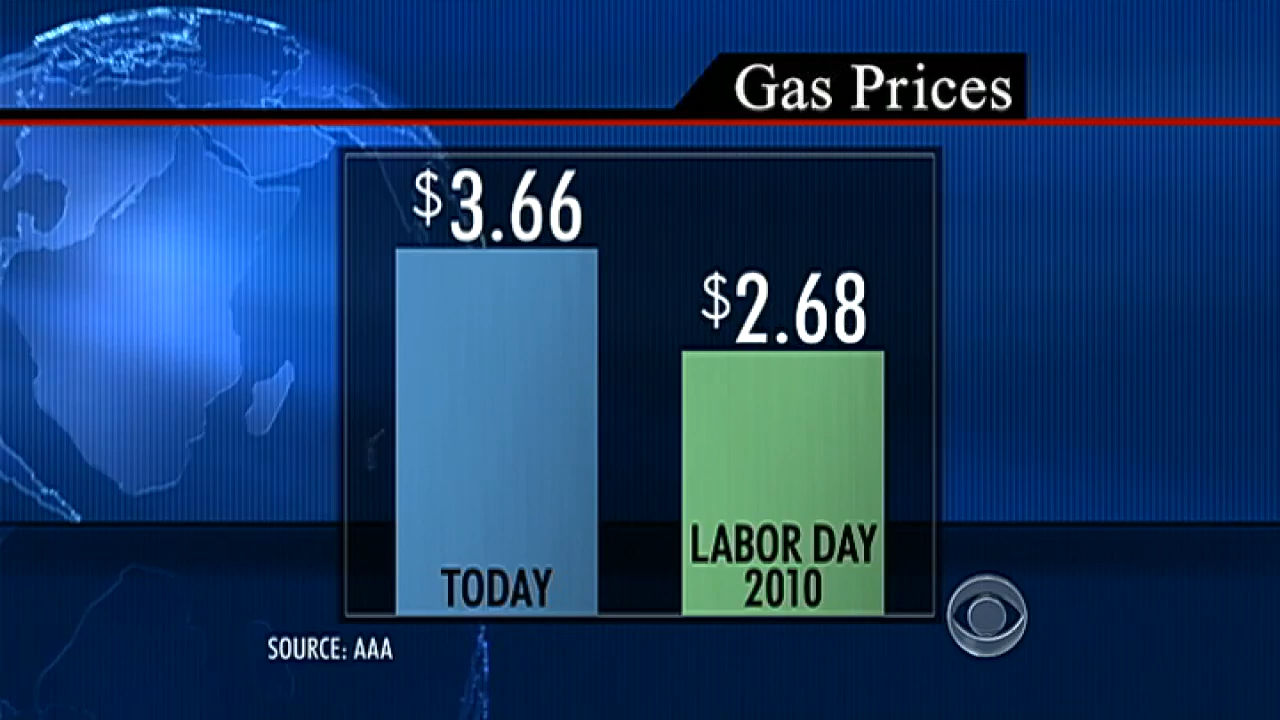 Gas Prices
$3.66
$2.68
TODAY
LABOR DAY
2010
SOURCE: AAA